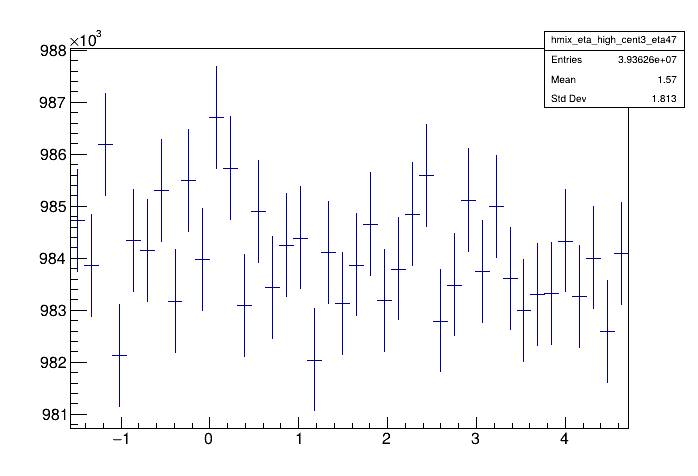 ×10³
hmix_eta_high_cent3_eta47
Entries 3.93626e+07
Mean 1.57
Std Dev 1.813
988
987
986
985
984
983
982
981
−1 0 1 2 3 4